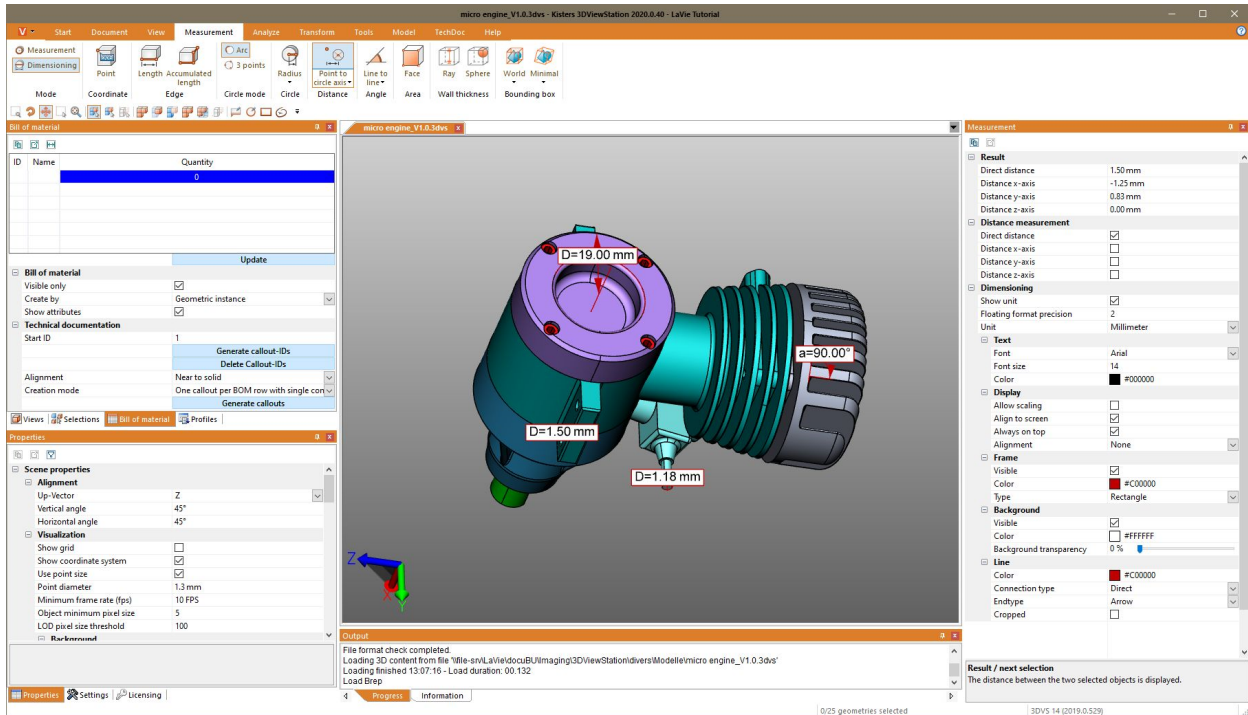 micro engine_V1.0.3dvs - Kisters 3DViewStation 2020.0.40 - LaVie Tutorial
V Start Document View Measurement Analyze Transform Tools Model TechDoc Help
Measurement
Dimensioning
Mode
Point
Coordinate
Length Accumulated length
Edge
Arc
3 points
Circle mode
Radius
Circle
Point to circle axis
Distance
Line to line
Angle
Face
Area
Ray Sphere
Wall thickness
World Minimal
Bounding box
Bill of material
ID Name Quantity
0
Update
Bill of material
Visible only
Create by Geometric instance
Show attributes
Technical documentation
Start ID 1
Generate callout-IDs
Delete Callout-IDs
Alignment Near to solid
Creation mode One callout per BOM row with single con
Generate callouts
Views Selections Bill of material Profiles
Properties
Scene properties
Alignment
Up-Vector Z
Vertical angle 45°
Horizontal angle 45°
Visualization
Show grid
Show coordinate system
Use point size
Point diameter 1.3 mm
Minimum frame rate (fps) 10 FPS
Object minimum pixel size 5
LOD pixel size threshold 100
Background
Properties Settings Licensing
micro engine_V1.0.3dvs
D=19.00 mm
a=90.00°
D=1.50 mm
D=1.18 mm
Z
X
Y
Output
File format check completed.
Loading 3D content from file '\\file-srv\LaVie\docuBU\Imaging\3DViewStation\divers\Modelle\micro engine_V1.0.3dvs'
Loading finished 13:07:16 - Load duration: 00.132
Load Brep
Progress Information
Measurement
Result
Direct distance 1.50 mm
Distance x-axis -1.25 mm
Distance y-axis 0.83 mm
Distance z-axis 0.00 mm
Distance measurement
Direct distance
Distance x-axis
Distance y-axis
Distance z-axis
Dimensioning
Show unit
Floating format precision 2
Unit Millimeter
Text
Font Arial
Font size 14
Color #000000
Display
Allow scaling
Align to screen
Always on top
Alignment None
Frame
Visible
Color #C00000
Type Rectangle
Background
Visible
Color #FFFFFF
Background transparency 0 %
Line
Color #C00000
Connection type Direct
Endtype Arrow
Cropped
Result / next selection
The distance between the two selected objects is displayed.
0/25 geometries selected
3DVS 14 (2019.0.529)